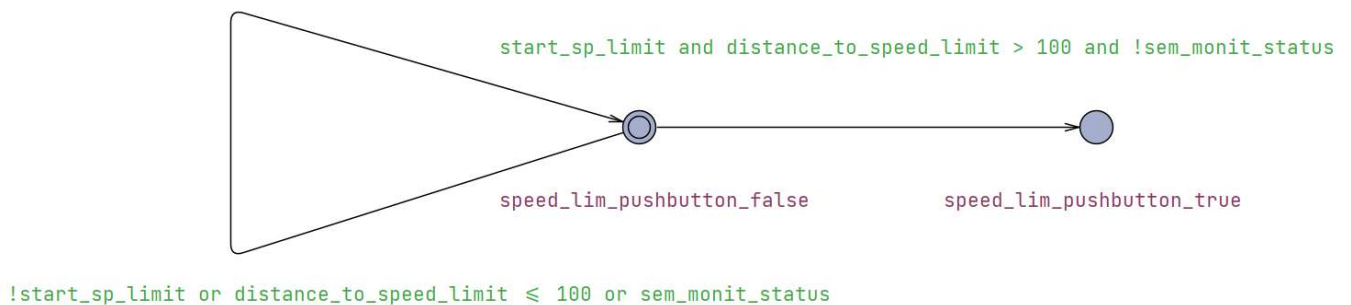 start_sp_limit and distance_to_speed_limit > 100 and !sem_monit_status
speed_lim_pushbutton_false
speed_lim_pushbutton_true
!start_sp_limit or distance_to_speed_limit ⩽ 100 or sem_monit_status